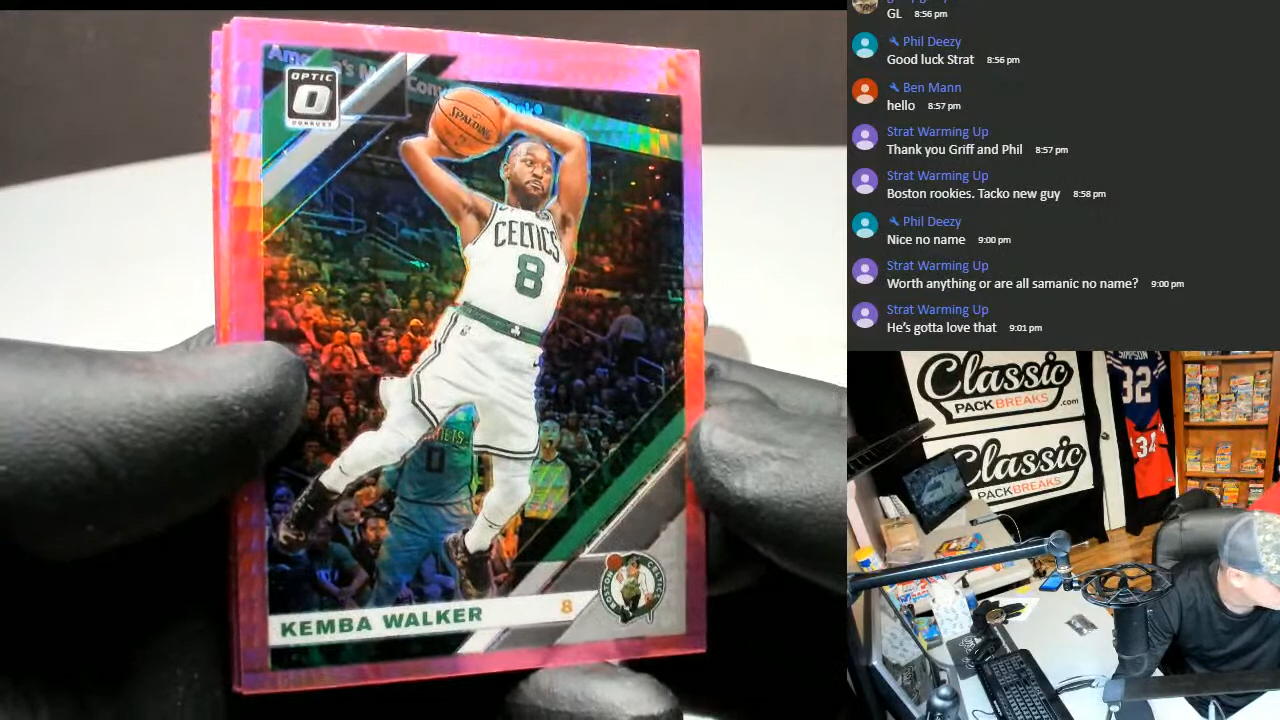 OPTIC
DONRUSS
SPALDING
CELTICS
8
0
KEMBA WALKER
8
BOSTON CELTICS
GL 8:56 pm
Phil Deezy
Good luck Strat 8:56 pm
Ben Mann
hello 8:57 pm
Strat Warming Up
Thank you Griff and Phil 8:57 pm
Strat Warming Up
Boston rookies. Tacko new guy 8:58 pm
Phil Deezy
Nice no name 9:00 pm
Strat Warming Up
Worth anything or are all samanic no name? 9:00 pm
Strat Warming Up
He's gotta love that 9:01 pm
Classic
PACK BREAKS.com
Classic
PACK BREAKS
SIMPSON
32
34